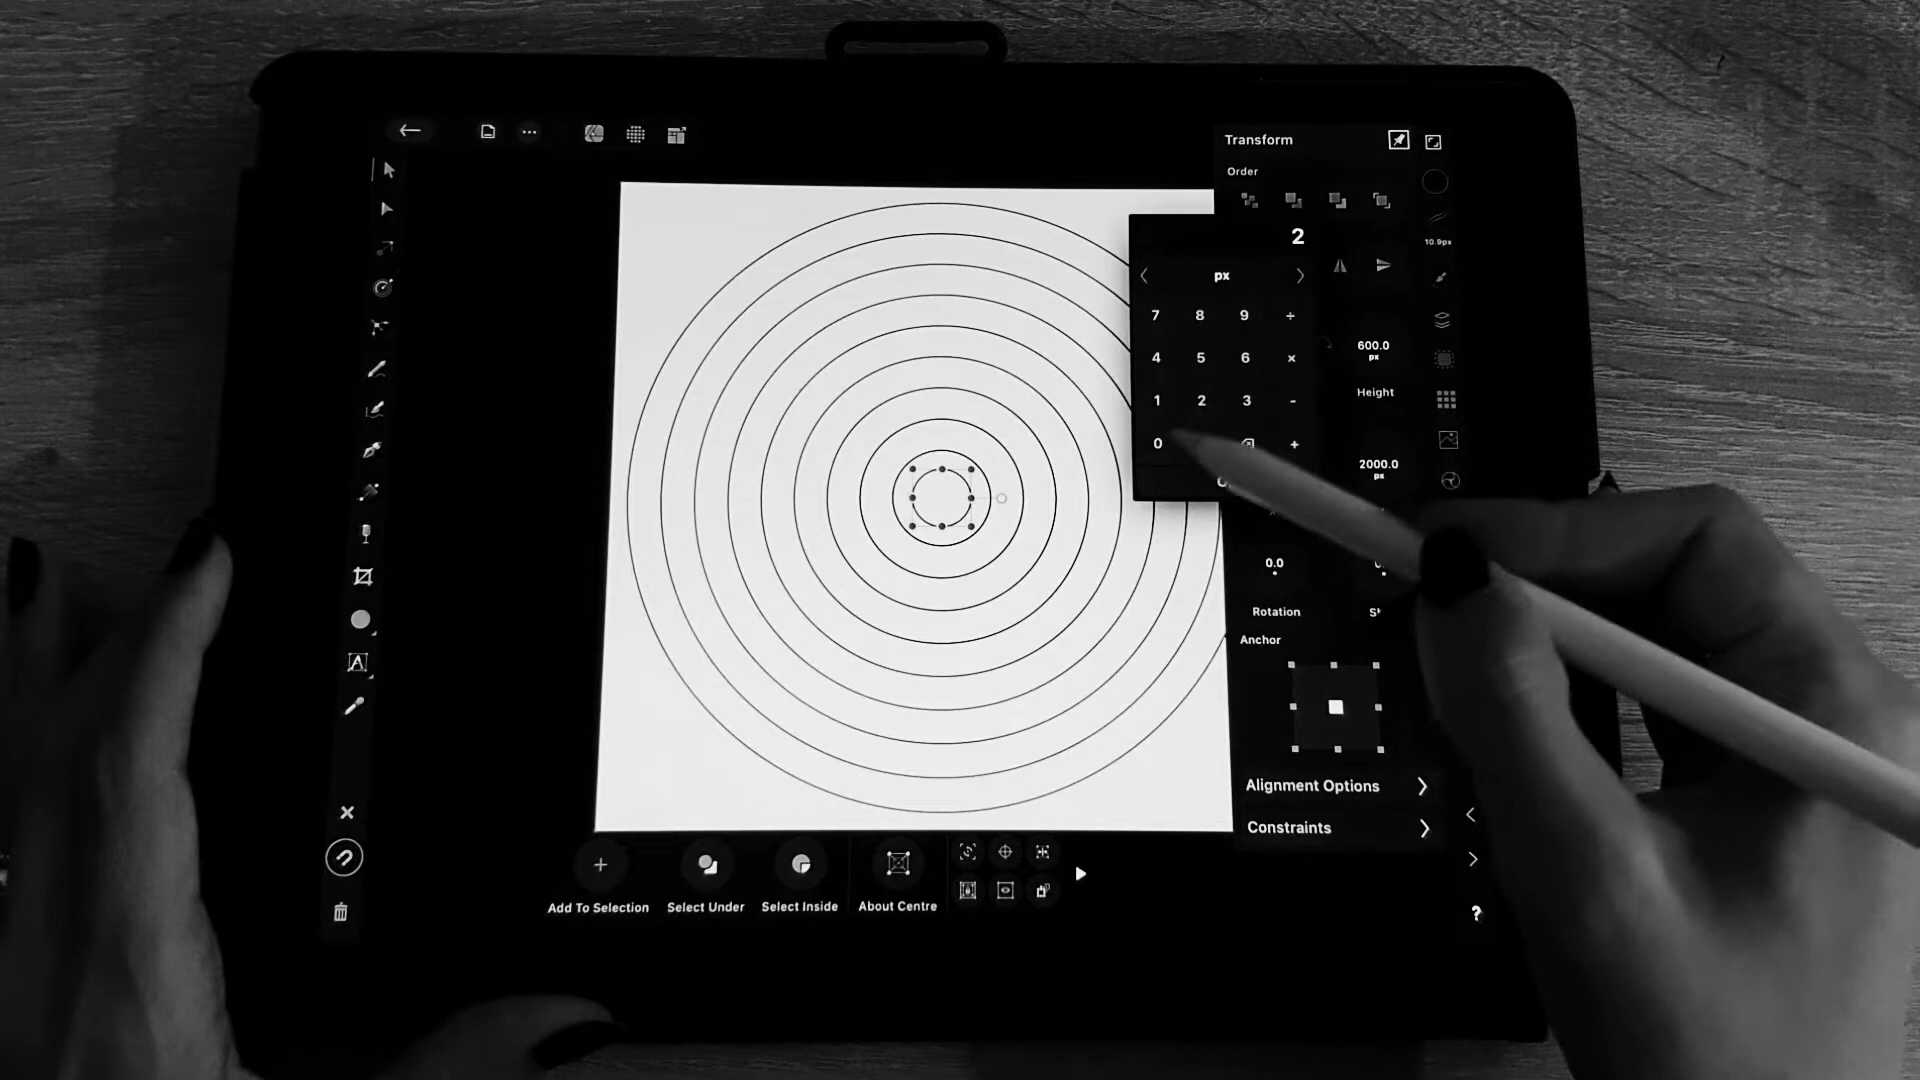 Transform
Order
2
10.9px
px
7 8 9 ÷
4 5 6 ×
1 2 3 -
0 +
600.0
px
Height
2000.0
px
0.0
Rotation
Anchor
Alignment Options
Constraints
Add To Selection
Select Under
Select Inside
About Centre
A
?